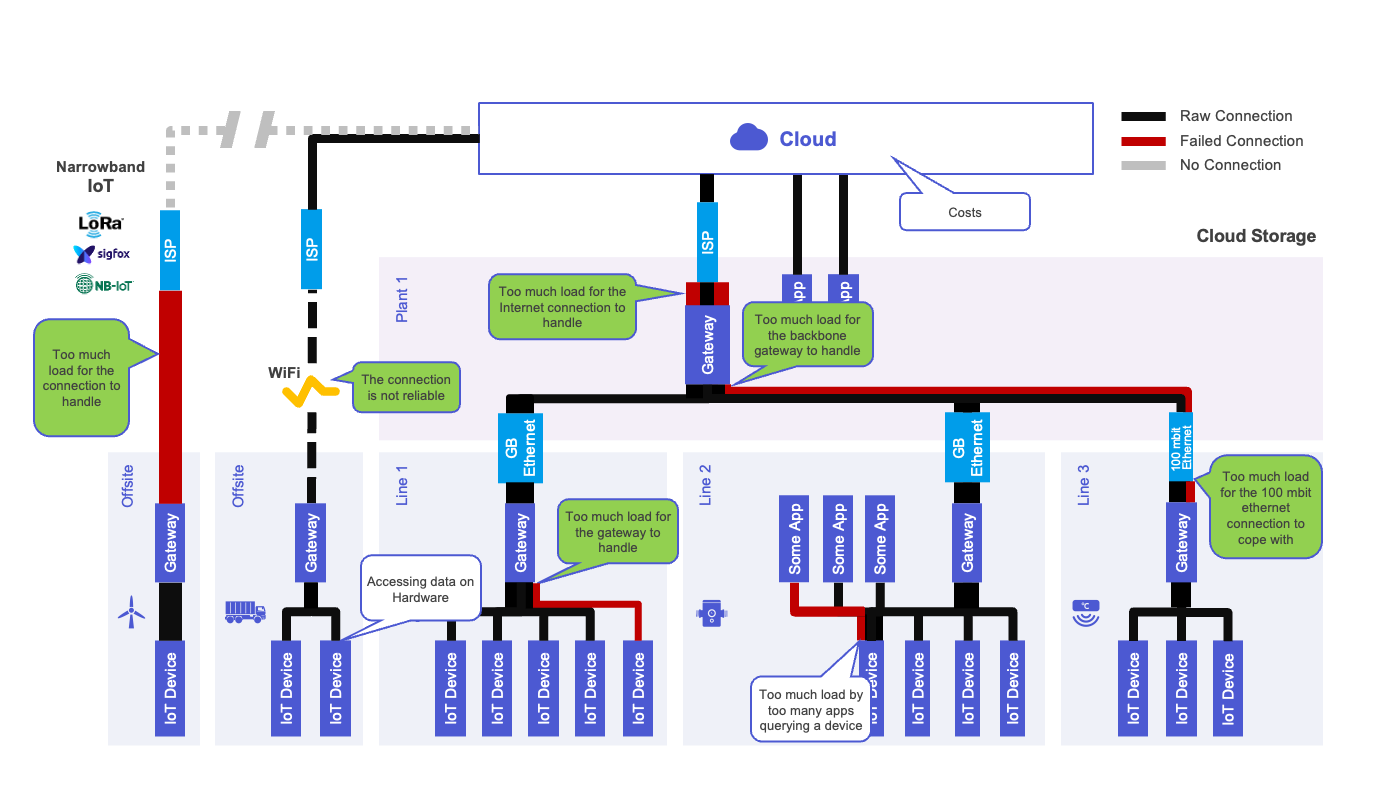 Cloud
Raw Connection
Failed Connection
No Connection
Narrowband
IoT
LoRa
sigfox
NB-IoT
ISP
ISP
ISP
Costs
Cloud Storage
Plant 1
Too much load for the
Internet connection to
handle
App
App
Gateway
Too much load for
the backbone
gateway to handle
Too much
load for the
connection to
handle
WiFi
The connection
is not reliable
GB
Ethernet
GB
Ethernet
100 mbit
Ethernet
Offsite
Offsite
Line 1
Line 2
Line 3
Too much load
for the 100 mbit
ethernet
connection to
cope with
Gateway
Gateway
Gateway
Too much load for
the gateway to
handle
Some App
Some App
Some App
Gateway
Gateway
Accessing data on
Hardware
°C
IoT Device
IoT Device
IoT Device
IoT Device
IoT Device
IoT Device
IoT Device
IoT Device
Too much load by
too many apps
querying a device
IoT Device
IoT Device
IoT Device
IoT Device
IoT Device
IoT Device
IoT Device